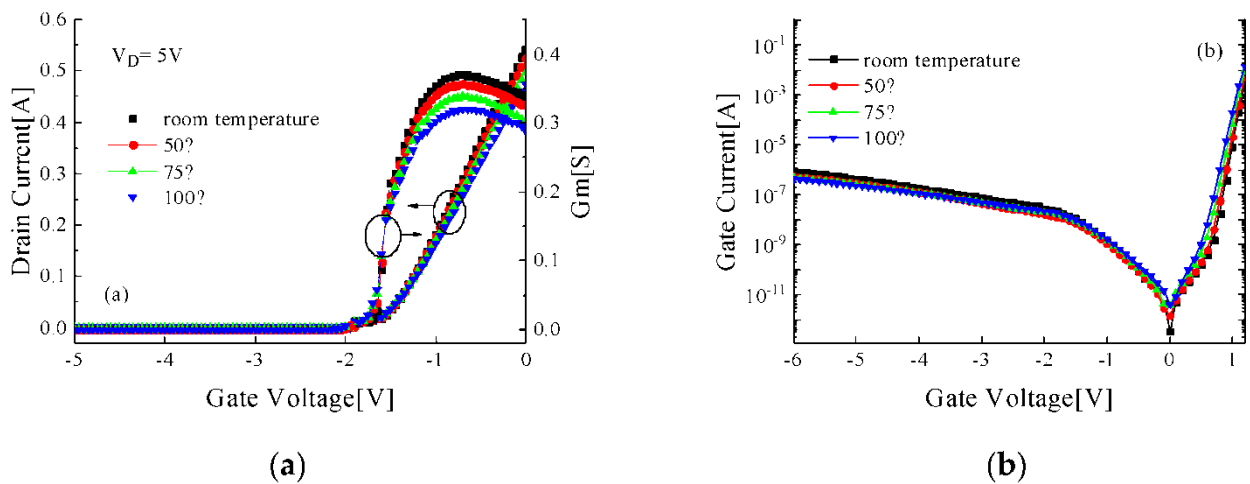 0.6
0.5
0.4
0.3
0.2
0.1
0.0
Drain Current[A]
V_D= 5V
room temperature
50?
75?
100?
(a)
0.4
0.3
0.2
0.1
0.0
Gm[S]
-5 -4 -3 -2 -1 0
Gate Voltage[V]
(a)
10^-1
10^-3
10^-5
10^-6
10^-7
10^-9
10^-11
Gate Current[A]
(b)
room temperature
50?
75?
100?
-6 -5 -4 -3 -2 -1 0 1
Gate Voltage[V]
(b)